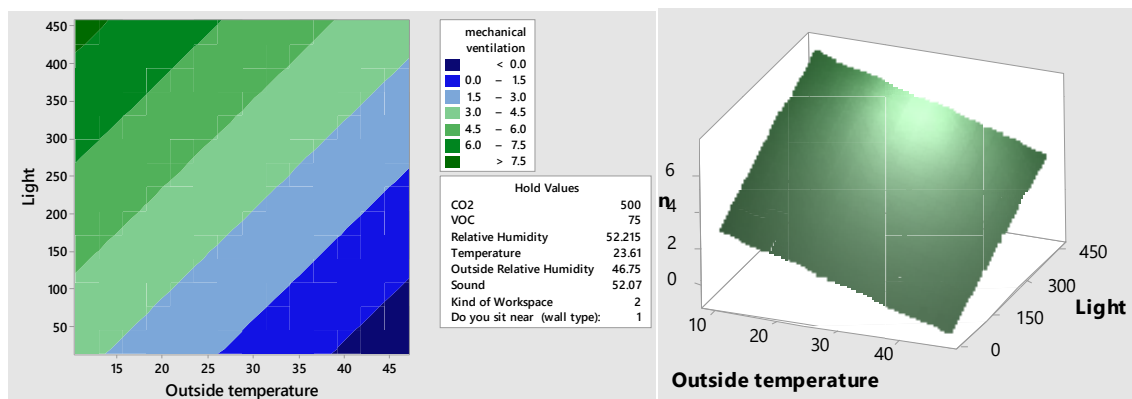 450
400
350
300
250
200
150
100
50
Light
15 20 25 30 35 40 45
Outside temperature
mechanical
ventilation
< 0.0
0.0 – 1.5
1.5 – 3.0
3.0 – 4.5
4.5 – 6.0
6.0 – 7.5
> 7.5
Hold Values
CO2 500
VOC 75
Relative Humidity 52.215
Temperature 23.61
Outside Relative Humidity 46.75
Sound 52.07
Kind of Workspace 2
Do you sit near (wall type): 1
6
n
4
2
0
10
20
30
40
Outside temperature
450
300
150
0
Light